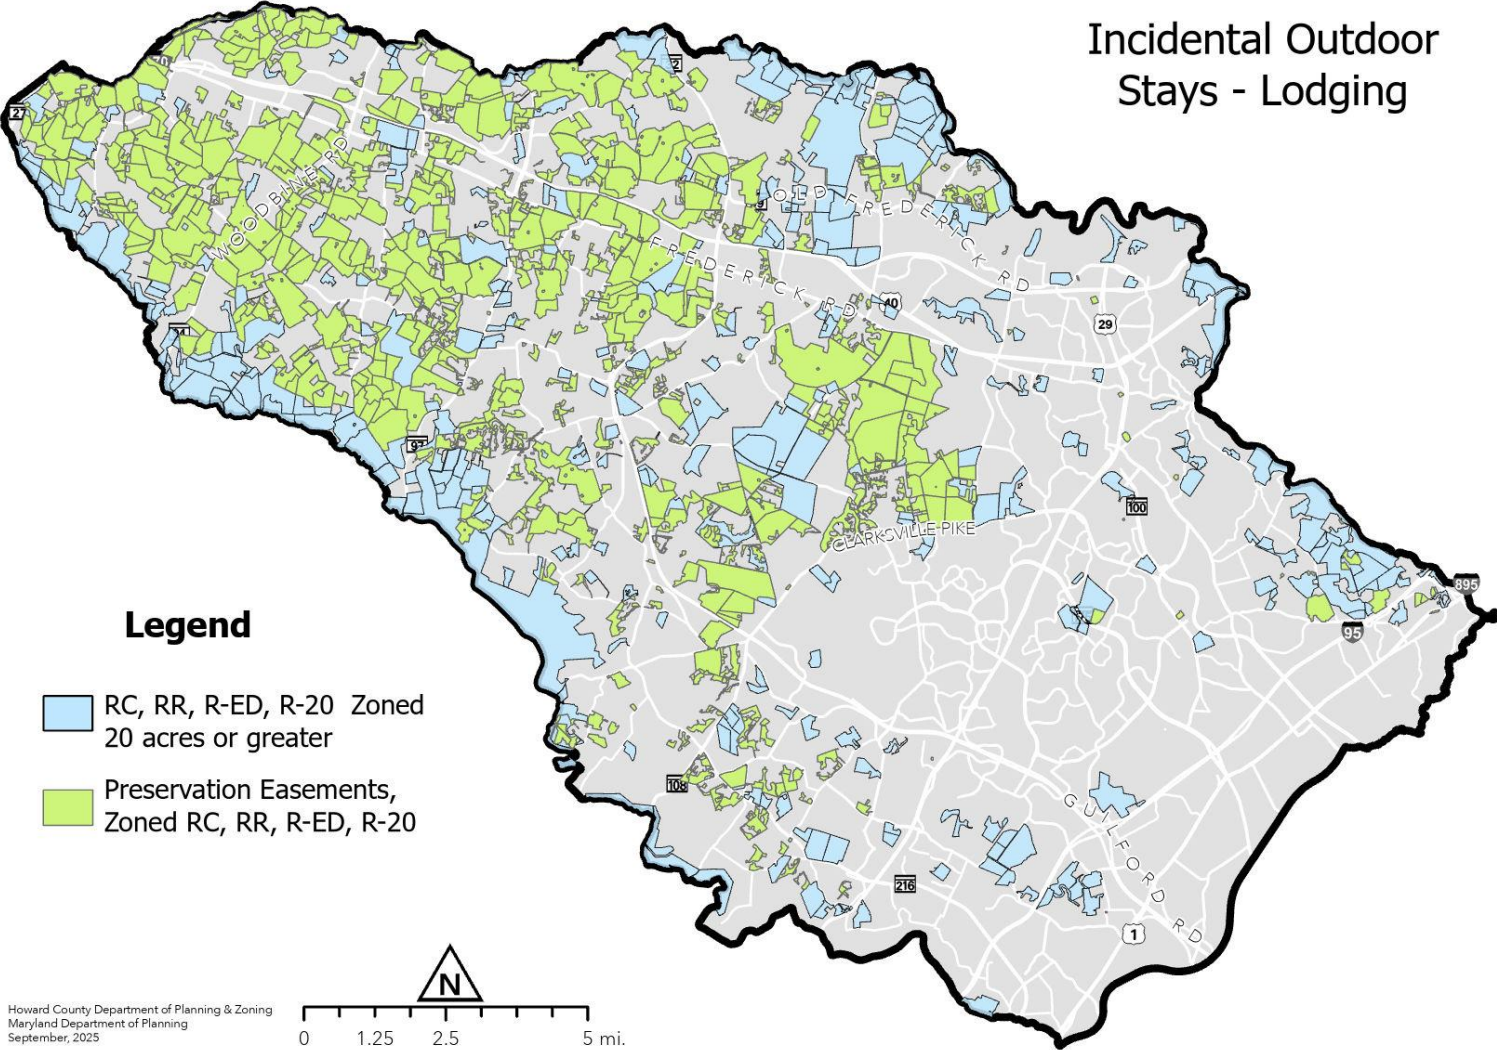 Incidental Outdoor
Stays - Lodging
27
WOODBINE RD
OLD FREDERICK RD
FREDERICK RD
40
29
97
CLARKSVILLE PIKE
100
895
95
Legend
RC, RR, R-ED, R-20 Zoned
20 acres or greater
Preservation Easements,
Zoned RC, RR, R-ED, R-20
108
GUILFORD RD
216
1
N
Howard County Department of Planning & Zoning
Maryland Department of Planning
September, 2025
0 1.25 2.5 5 mi.